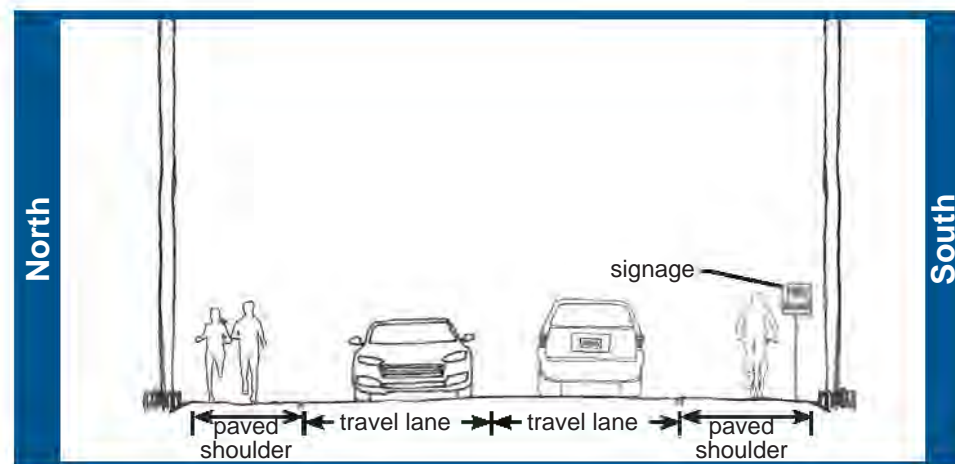 North
South
signage
paved
shoulder
travel lane
travel lane
paved
shoulder